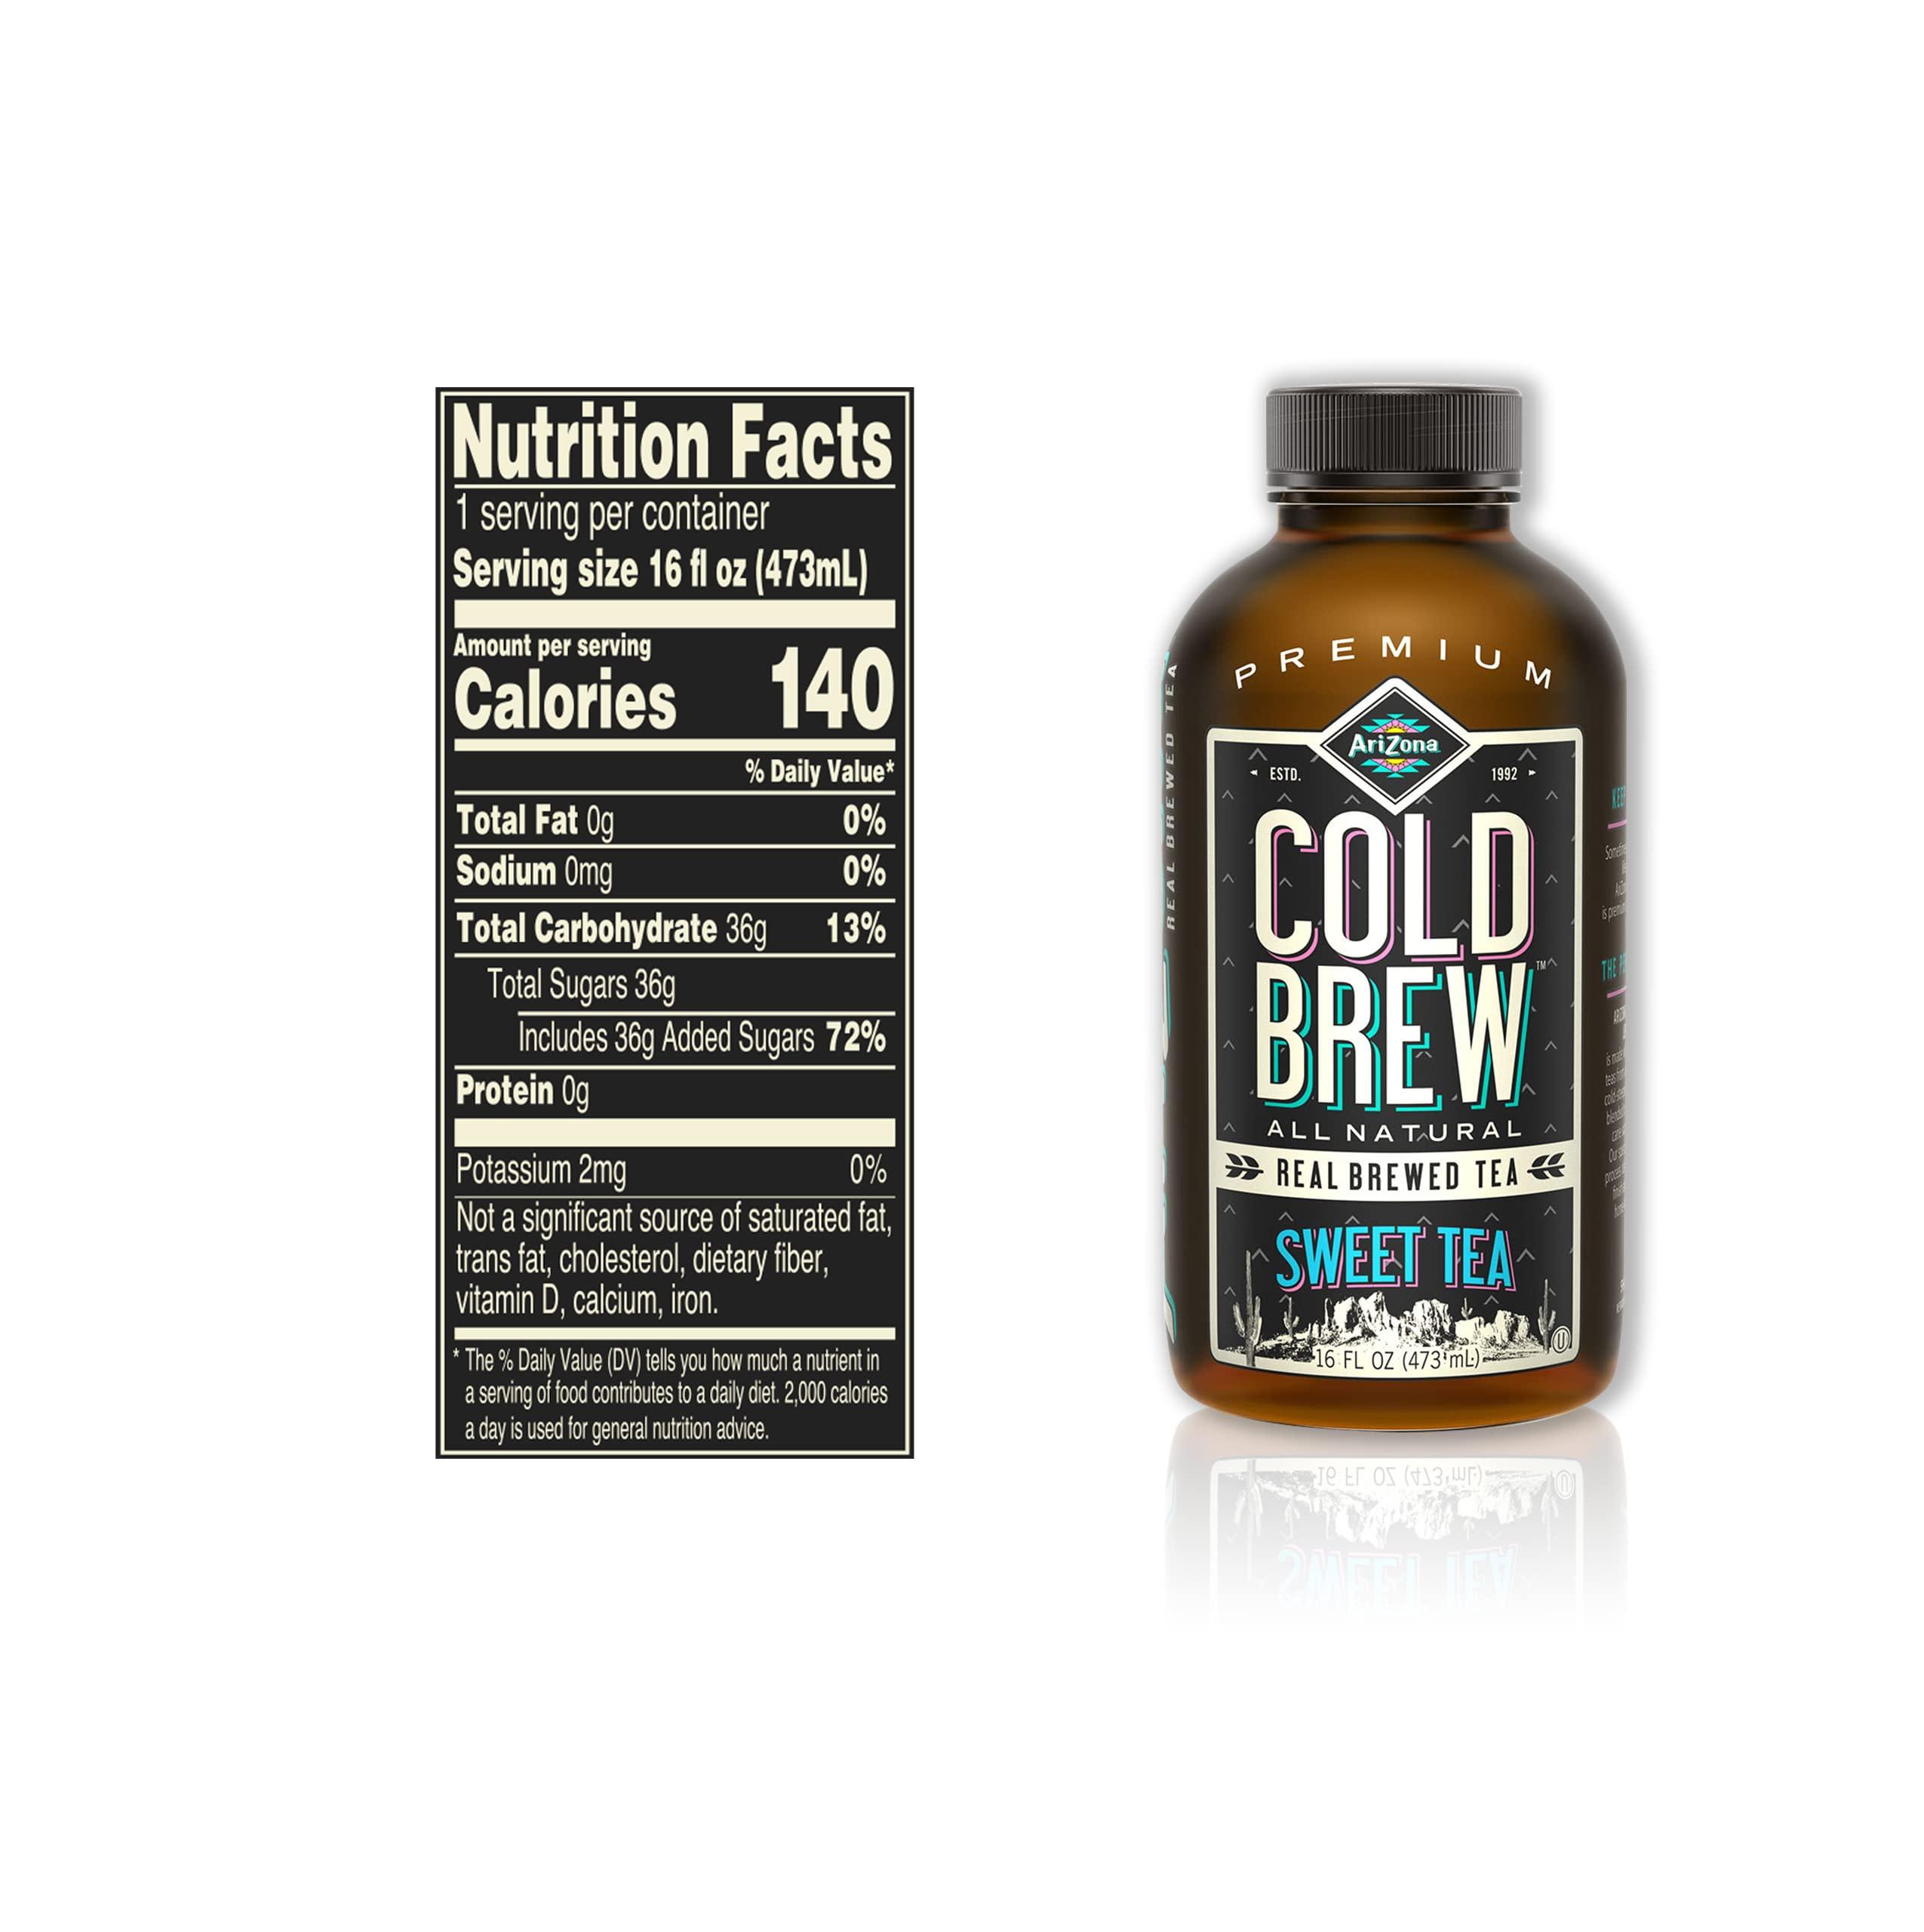 Nutrition Facts
1 serving per container
Serving size 16 fl oz (473mL)
Amount per serving
Calories 140
% Daily Value*
Total Fat 0g 0%
Sodium 0mg 0%
Total Carbohydrate 36g 13%
Total Sugars 36g
Includes 36g Added Sugars 72%
Protein 0g
Potassium 2mg 0%
Not a significant source of saturated fat,
trans fat, cholesterol, dietary fiber,
vitamin D, calcium, iron.
* The % Daily Value (DV) tells you how much a nutrient in
a serving of food contributes to a daily diet. 2,000 calories
a day is used for general nutrition advice.
PREMIUM
AriZona
ESTD. 1992
COLD
BREW™
ALL NATURAL
REAL BREWED TEA
SWEET TEA
16 FL OZ (473 mL)
U
REAL BREWED TEA